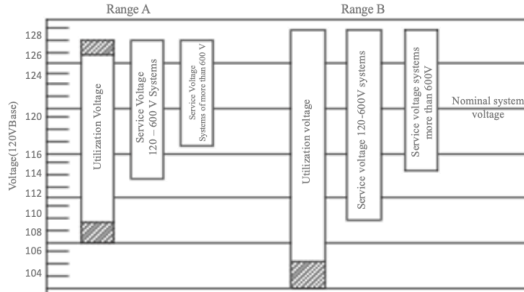 Range A
Range B
128
126
124
120
116
114
112
110
108
106
104
Voltage(120VBase)
Utilization Voltage
Service Voltage
120 – 600 V Systems
Service Voltage
Systems of more than 600 V
Utilization voltage
Service voltage 120-600V systems
Service voltage systems
more than 600V
Nominal system
voltage